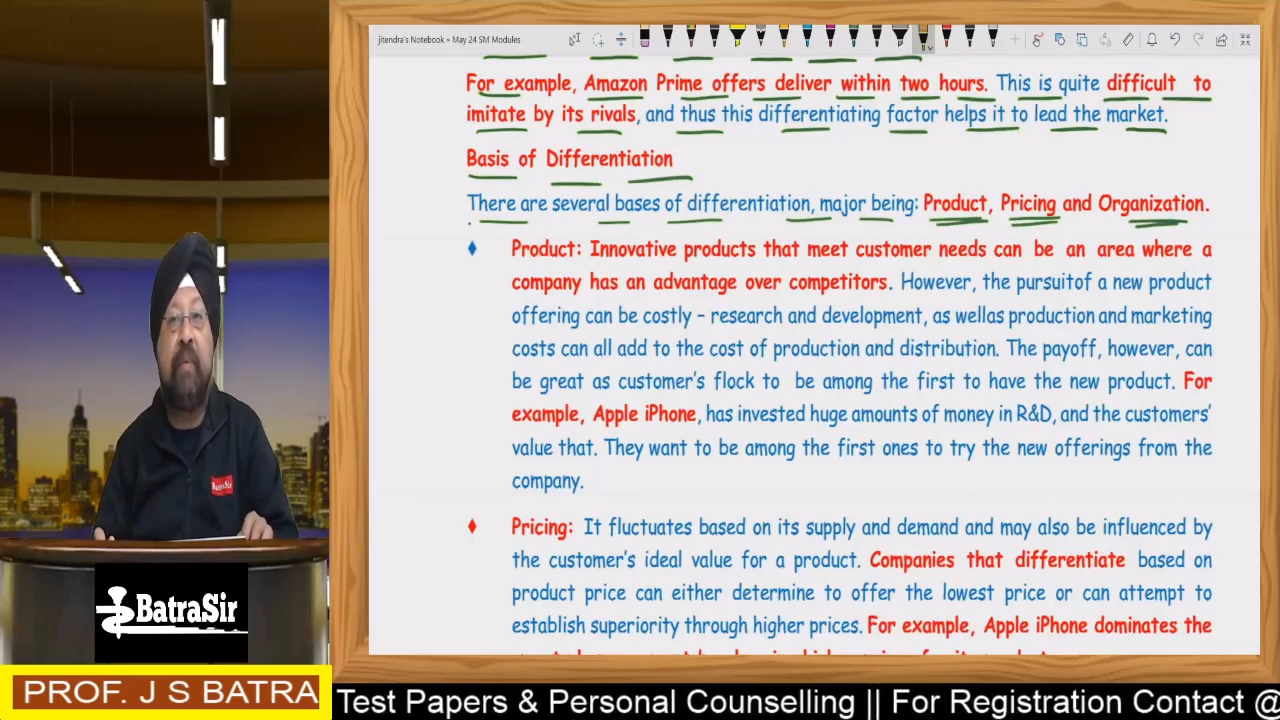 jitendra's Notebook » May 24 SM Modules
For example, Amazon Prime offers deliver within two hours. This is quite difficult to
imitate by its rivals, and thus this differentiating factor helps it to lead the market.
Basis of Differentiation
There are several bases of differentiation, major being: Product, Pricing and Organization.
Product: Innovative products that meet customer needs can be an area where a
company has an advantage over competitors. However, the pursuitof a new product
offering can be costly – research and development, as wellas production and marketing
costs can all add to the cost of production and distribution. The payoff, however, can
be great as customer's flock to be among the first to have the new product. For
example, Apple iPhone, has invested huge amounts of money in R&D, and the customers'
value that. They want to be among the first ones to try the new offerings from the
company.
Pricing: It fluctuates based on its supply and demand and may also be influenced by
the customer's ideal value for a product. Companies that differentiate based on
product price can either determine to offer the lowest price or can attempt to
establish superiority through higher prices. For example, Apple iPhone dominates the
BatraSir
BatraSir
PROF. J S BATRA
Test Papers & Personal Counselling || For Registration Contact @